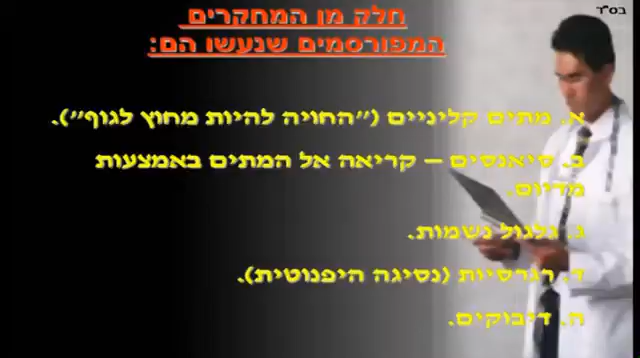 בס"ד
חלק מן המחקרים
המפורסמים שנעשו הם:
א. מתים קליניים ("החויה להיות מחוץ לגוף").
ב. סיאנסים – קריאה אל המתים באמצעות
מדיום.
ג. גלגול נשמות.
ד. רגרסיות (נסיגה היפנוטית).
ה. דיבוקים.